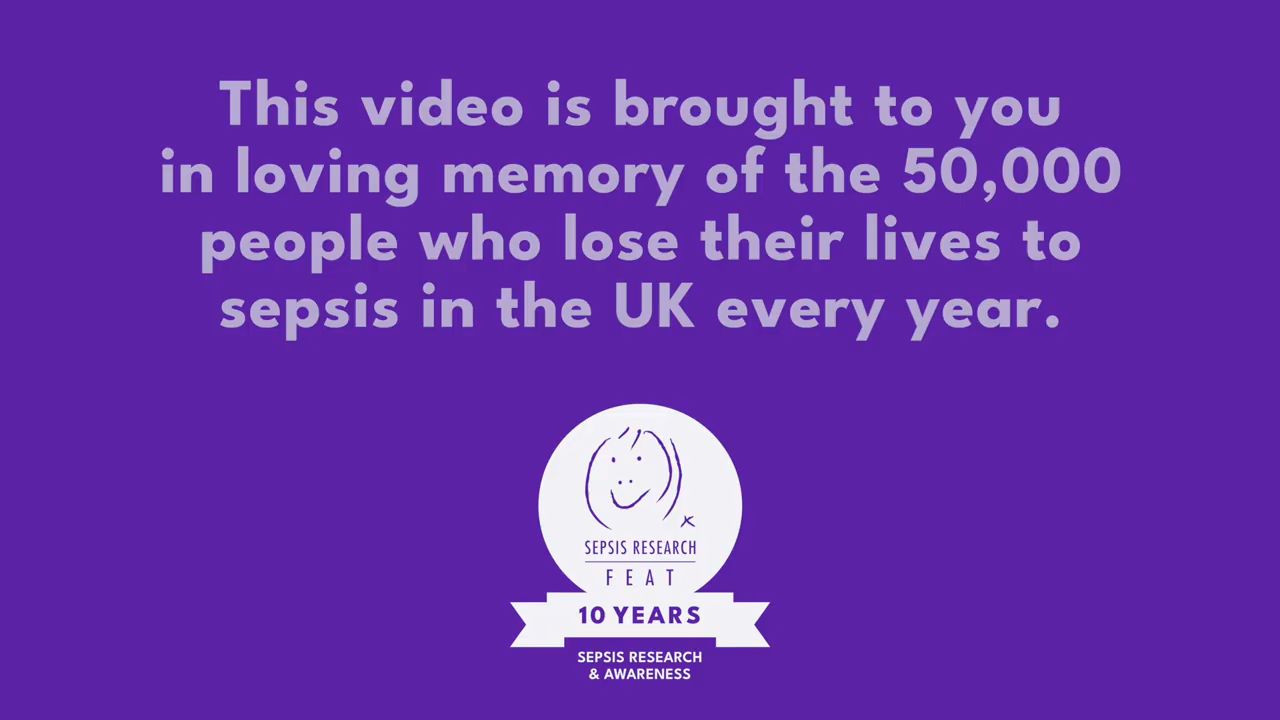 This video is brought to you
in loving memory of the 50,000
people who lose their lives to
sepsis in the UK every year.
SEPSIS RESEARCH
FEAT
10 YEARS
SEPSIS RESEARCH
& AWARENESS